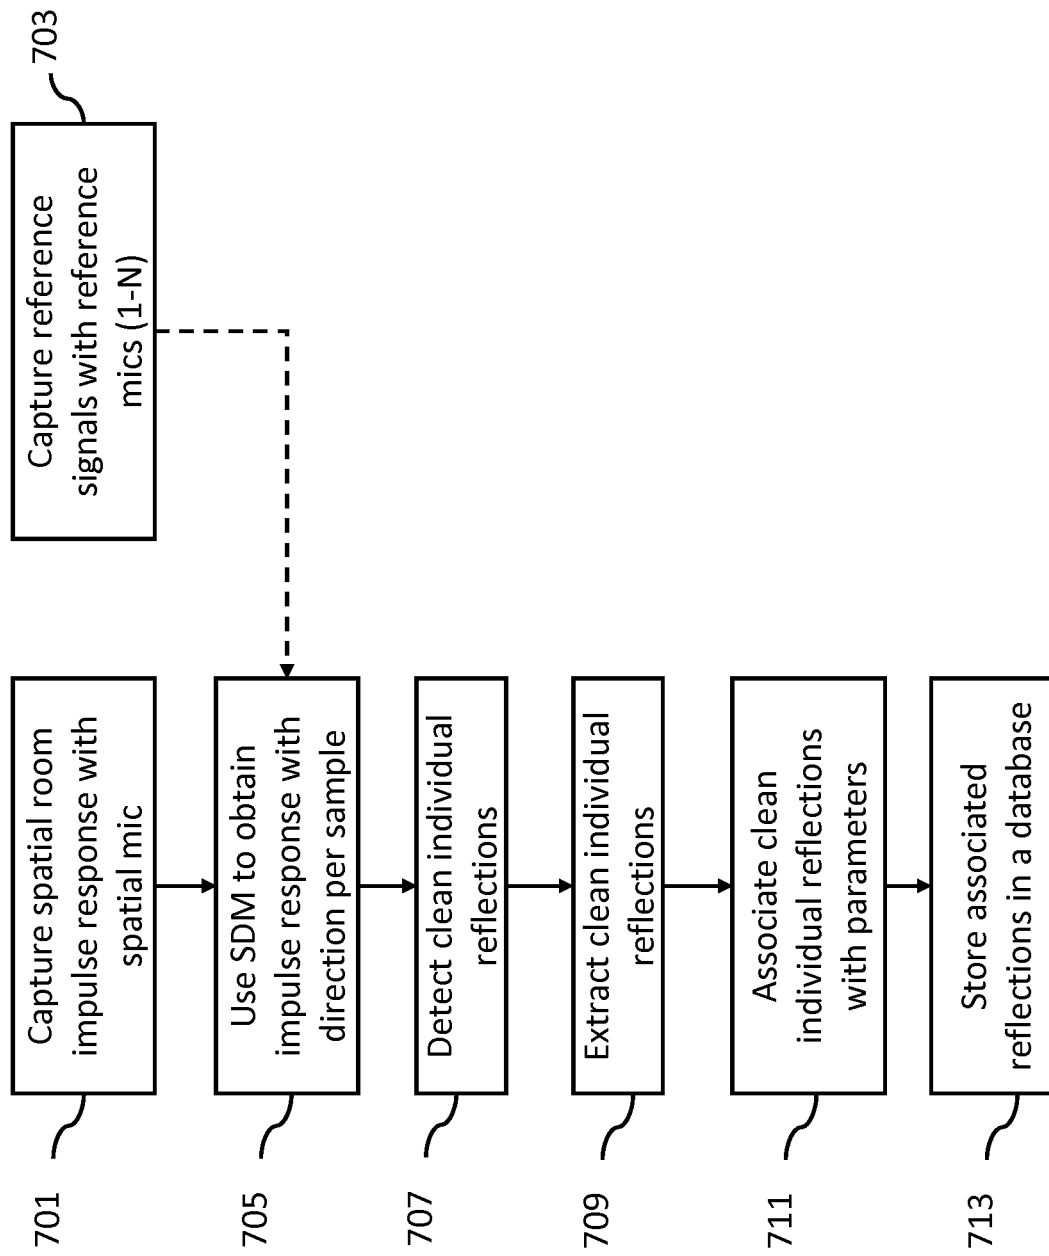 701
Capture spatial room
impulse response with
spatial mic
703
Capture reference
signals with reference
mics (1-N)
705
Use SDM to obtain
impulse response with
direction per sample
707
Detect clean individual
reflections
709
Extract clean individual
reflections
711
Associate clean
individual reflections
with parameters
713
Store associated
reflections in a database